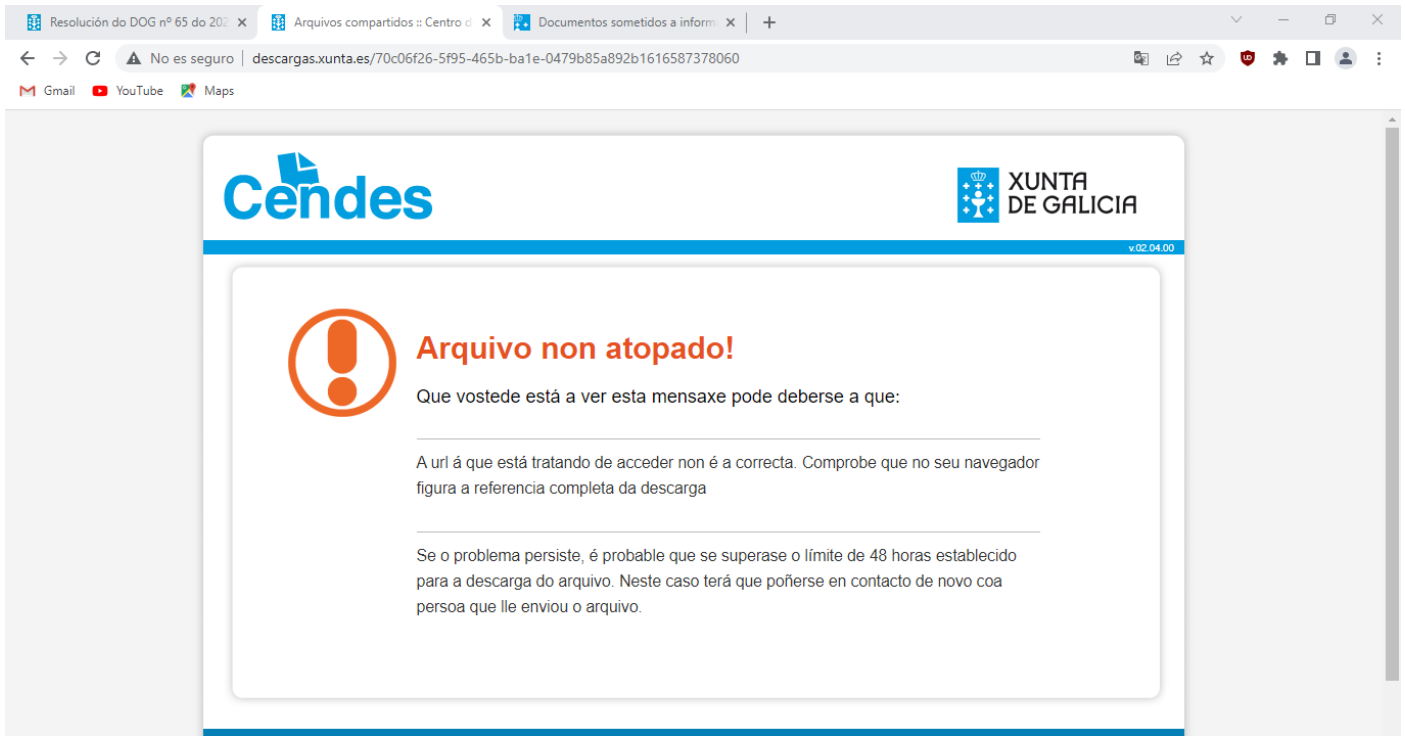 Resolución do DOG nº 65 do 202
Arquivos compartidos :: Centro d
Documentos sometidos a inform
No es seguro
descargas.xunta.es/70c06f26-5f95-465b-ba1e-0479b85a892b1616587378060
Gmail YouTube Maps
Cendes
XUNTA
DE GALICIA
v.02.04.00
Arquivo non atopado!
Que vostede está a ver esta mensaxe pode deberse a que:
A url á que está tratando de acceder non é a correcta. Comprobe que no seu navegador
figura a referencia completa da descarga
Se o problema persiste, é probable que se superase o límite de 48 horas establecido
para a descarga do arquivo. Neste caso terá que poñerse en contacto de novo coa
persoa que lle enviou o arquivo.